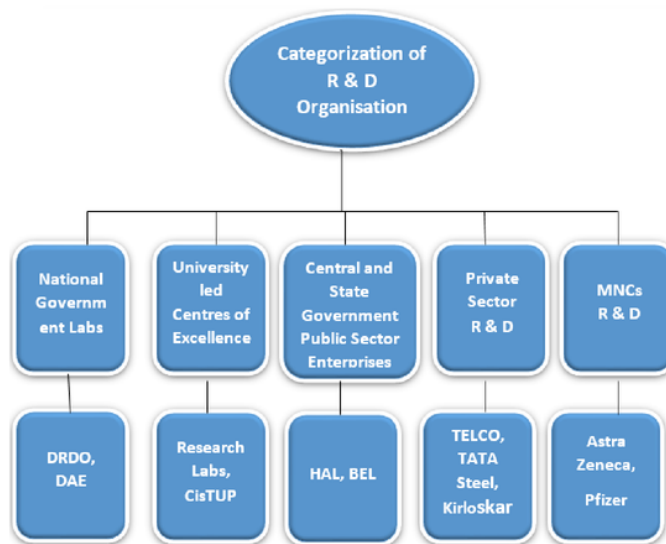 Categorization of
R & D
Organisation
National
Governm
ent Labs
University
led
Centres of
Excellence
Central and
State
Government
Public Sector
Enterprises
Private
Sector
R & D
MNCs
R & D
DRDO,
DAE
Research
Labs,
CisTUP
HAL, BEL
TELCO,
TATA
Steel,
Kirloskar
Astra
Zeneca,
Pfizer